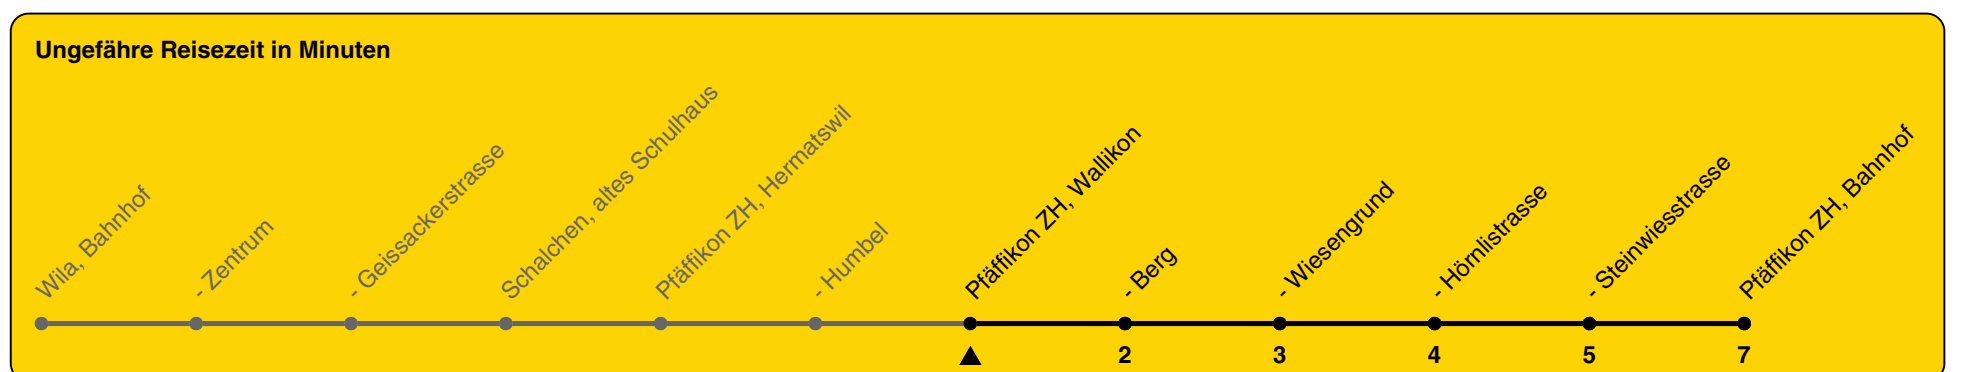 Ungefähre Reisezeit in Minuten
Wila, Bahnhof
- Zentrum
- Geissackerstrasse
Schalchen, altes Schulhaus
Pfäffikon ZH, Hermatswil
- Humbel
Pfäffikon ZH, Wallikon
- Berg
- Wiesengrund
- Hörnlistrasse
- Steinwiesstrasse
Pfäffikon ZH, Bahnhof
2 3 4 5 7